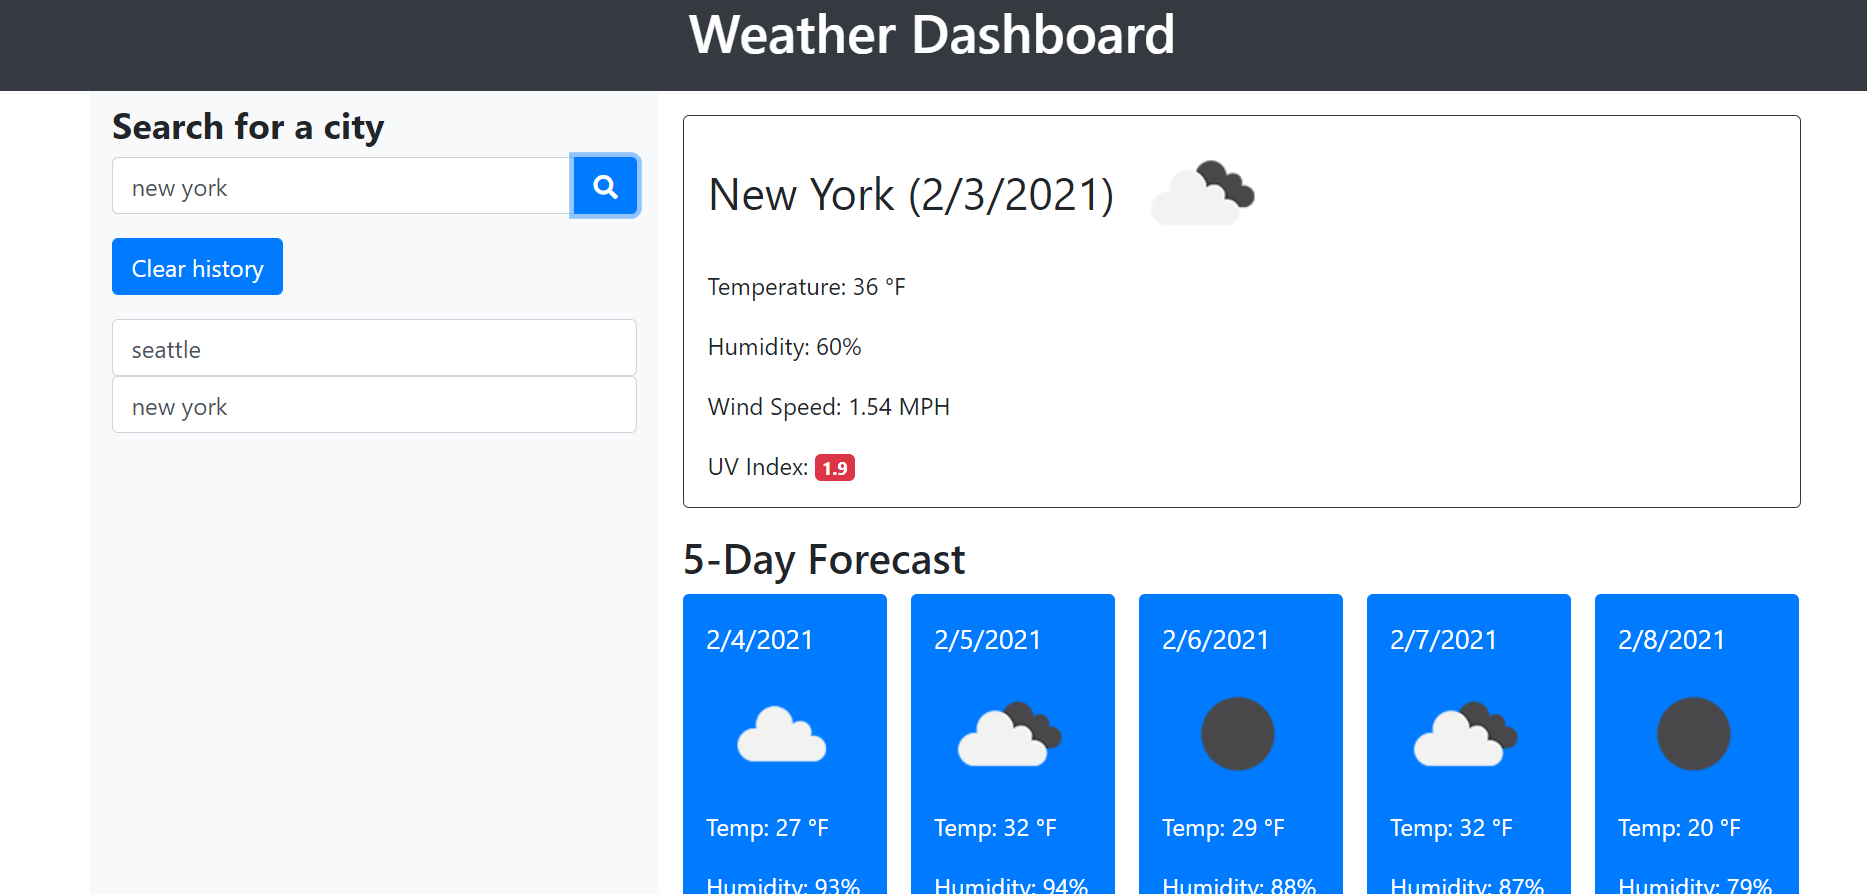 Weather Dashboard
Search for a city
new york
Clear history
seattle
new york
New York (2/3/2021)
Temperature: 36 °F
Humidity: 60%
Wind Speed: 1.54 MPH
UV Index: 1.9
5-Day Forecast
2/4/2021
Temp: 27 °F
Humidity: 93%
2/5/2021
Temp: 32 °F
Humidity: 94%
2/6/2021
Temp: 29 °F
Humidity: 88%
2/7/2021
Temp: 32 °F
Humidity: 87%
2/8/2021
Temp: 20 °F
Humidity: 79%